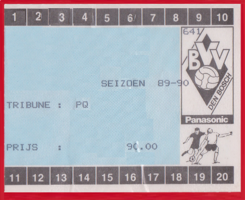 1 2 3 4 5 6 7 8 9 10
641
BVV
DEN BOSCH
SEIZOEN 89-90
TRIBUNE : PQ
Panasonic
PRIJS : 90.00
11 12 13 14 15 16 17 18 19 20